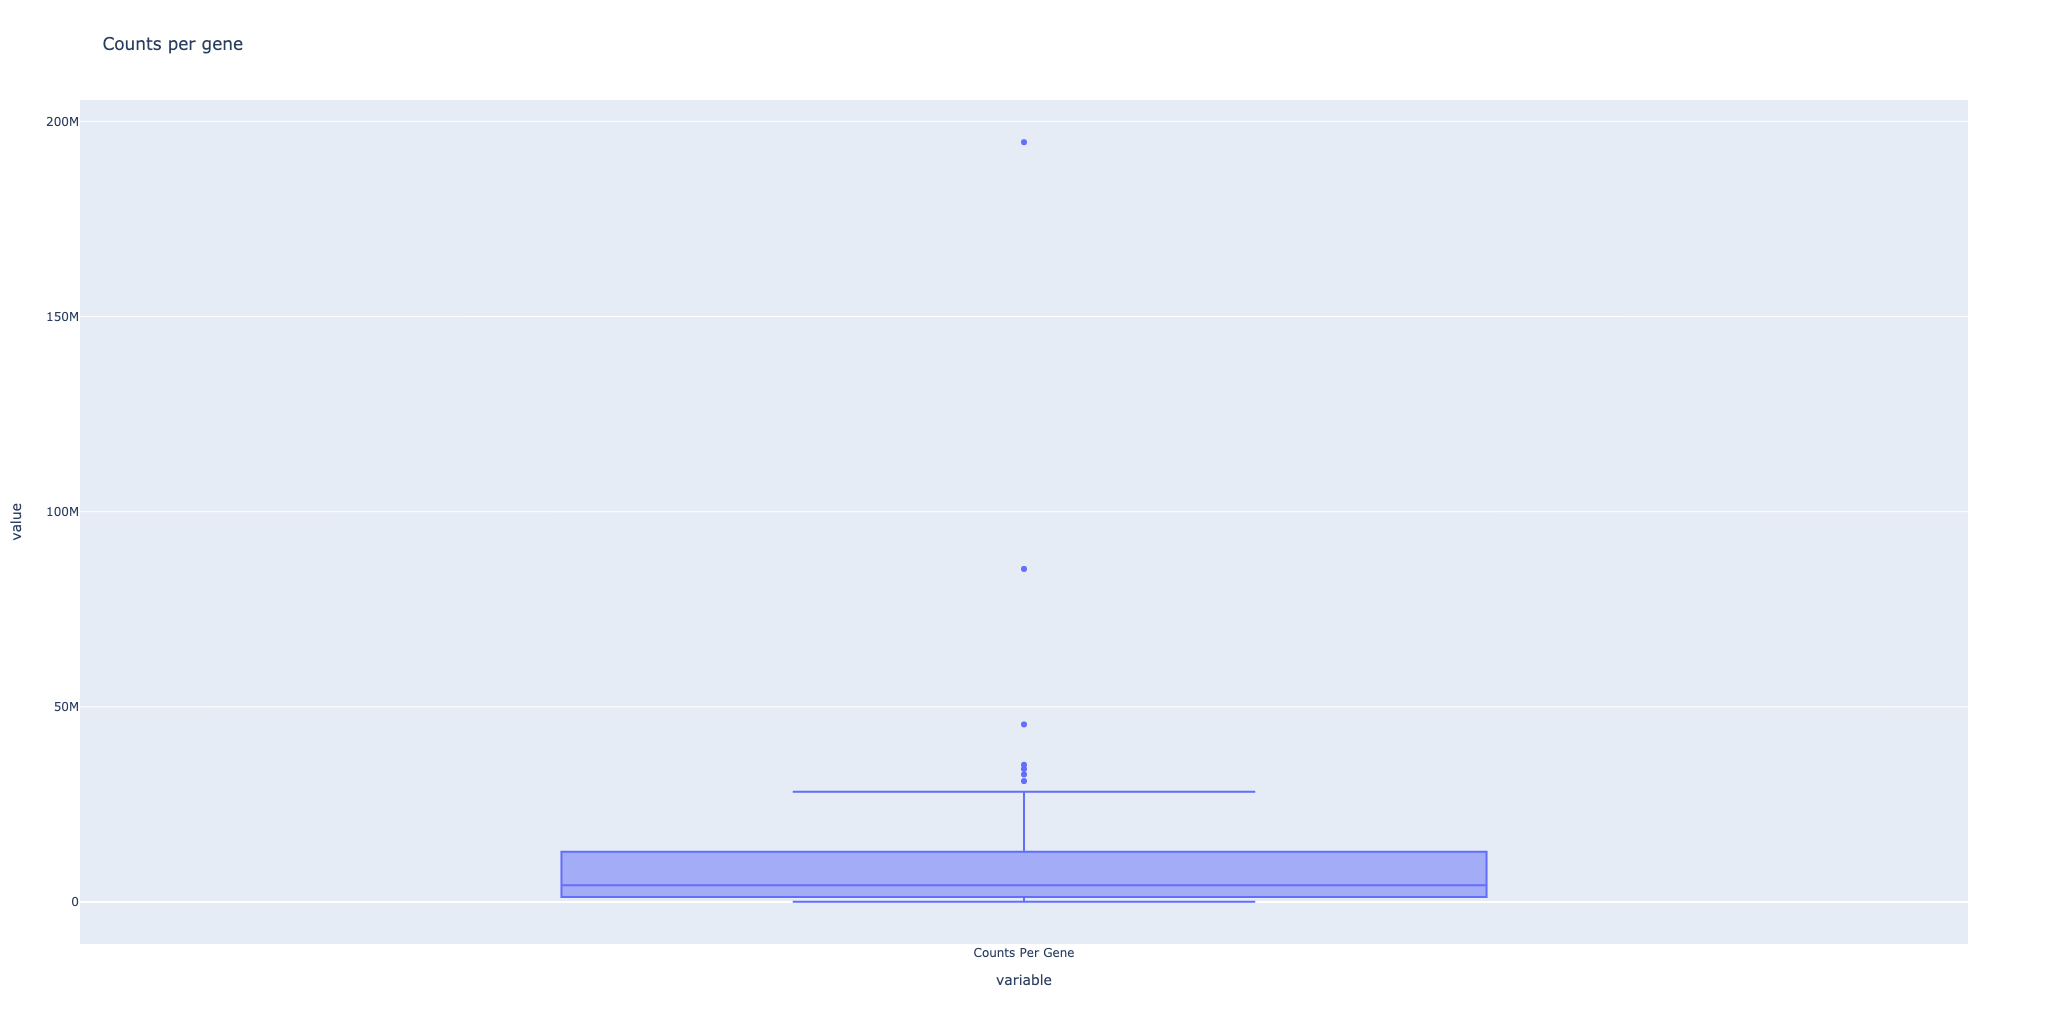 Counts per gene
200M
150M
100M
50M
0
value
Counts Per Gene
variable